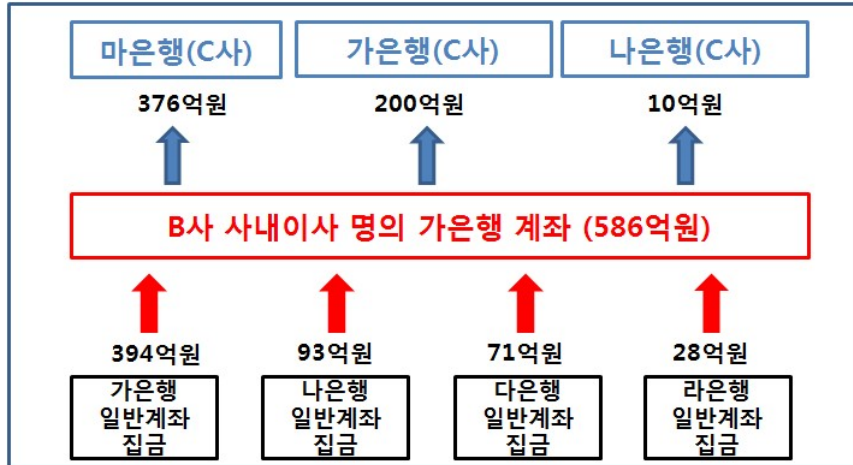 마은행(C사) 가은행(C사) 나은행(C사)
376억원 200억원 10억원
B사 사내이사 명의 가은행 계좌 (586억원)
394억원 93억원 71억원 28억원
가은행 나은행 다은행 라은행
일반계좌 일반계좌 일반계좌 일반계좌
집금 집금 집금 집금